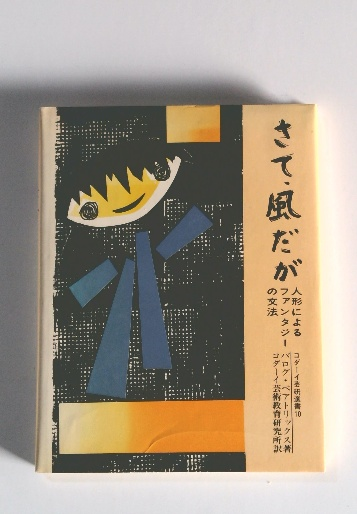 さて、風だが
人形による
ファンタジー
の文法
コダーイ芸研選書10
バログ・ベアトリックス著
コダーイ芸術教育研究所訳